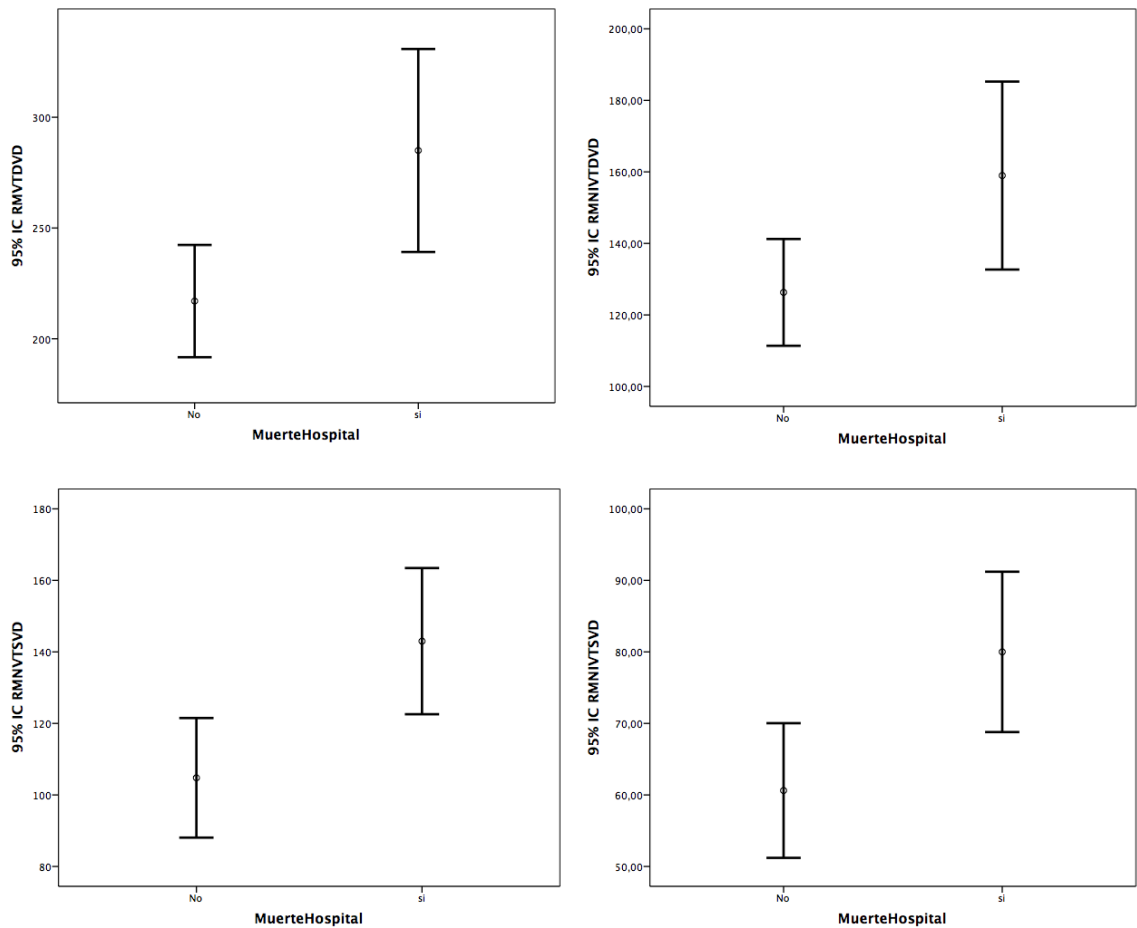 95% IC RMVTDVD
300
250
200
No
si
MuerteHospital
95% IC RMNIVTDVD
200,00
180,00
160,00
140,00
120,00
100,00
No
si
MuerteHospital
95% IC RMNVTSVD
180
160
140
120
100
80
No
si
MuerteHospital
95% IC RMNIVTSVD
100,00
90,00
80,00
70,00
60,00
50,00
No
si
MuerteHospital